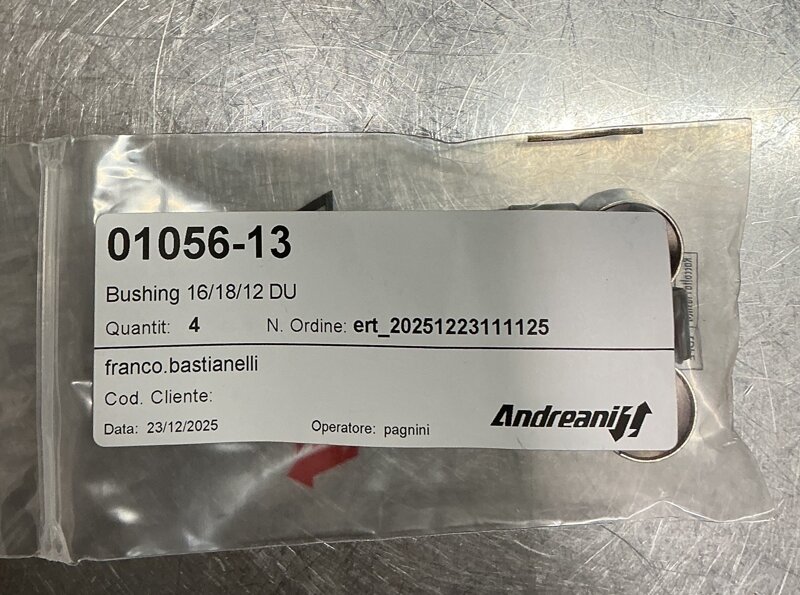 01056-13
Bushing 16/18/12 DU
Quantit: 4 N. Ordine: ert_20251223111125
franco.bastianelli
Cod. Cliente:
Data: 23/12/2025 Operatore: pagnini Andreani